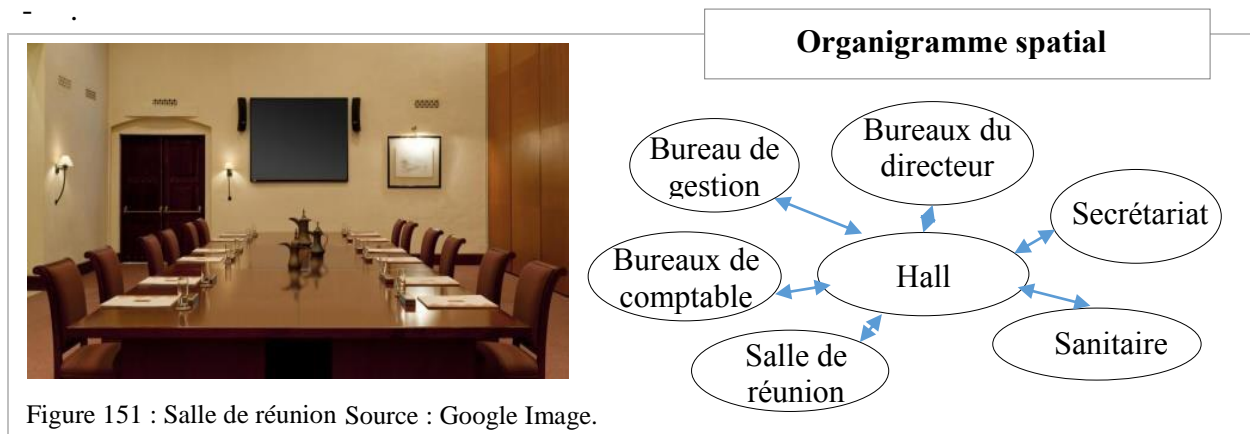 - .
Organigramme spatial
Bureau de
gestion
Bureaux du
directeur
Secrétariat
Bureaux de
comptable
Hall
Salle de
réunion
Sanitaire
Figure 151 : Salle de réunion Source : Google Image.